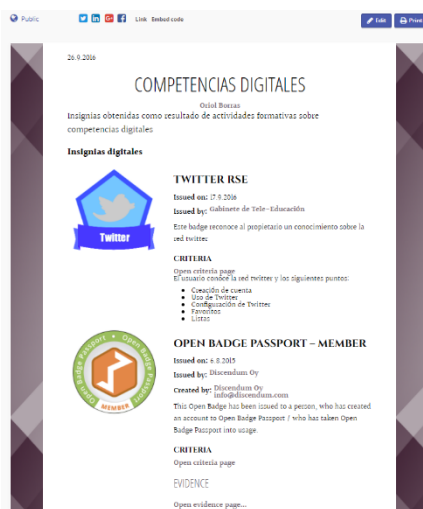 Public
Link Embed code
Edit
Print
26.9.2016
COMPETENCIAS DIGITALES
Oriol Borras
Insignias obtenidas como resultado de actividades formativas sobre
competencias digitales
Insignias digitales
Twitter
TWITTER RSE
Issued on: 17.9.2016
Issued by: Gabinete de Tele-Educación
Este badge reconoce al propietario un conocimiento sobre la
red twitter
CRITERIA
Open criteria page
El usuario conoce la red twitter y los siguientes puntos:
Creación de cuenta
Uso de Twitter
Configuración de Twitter
Favoritos
Listas
Open Badge Passport
Open Badge Passport
MEMBER
OPEN BADGE PASSPORT – MEMBER
Issued on: 6.8.2015
Issued by: Discendum Oy
Created by: Discendum Oy
info@discendum.com
This Open Badge has been issued to a person, who has created
an account to Open Badge Passport / who has taken Open
Badge Passport into usage.
CRITERIA
Open criteria page
EVIDENCE
Open evidence page...